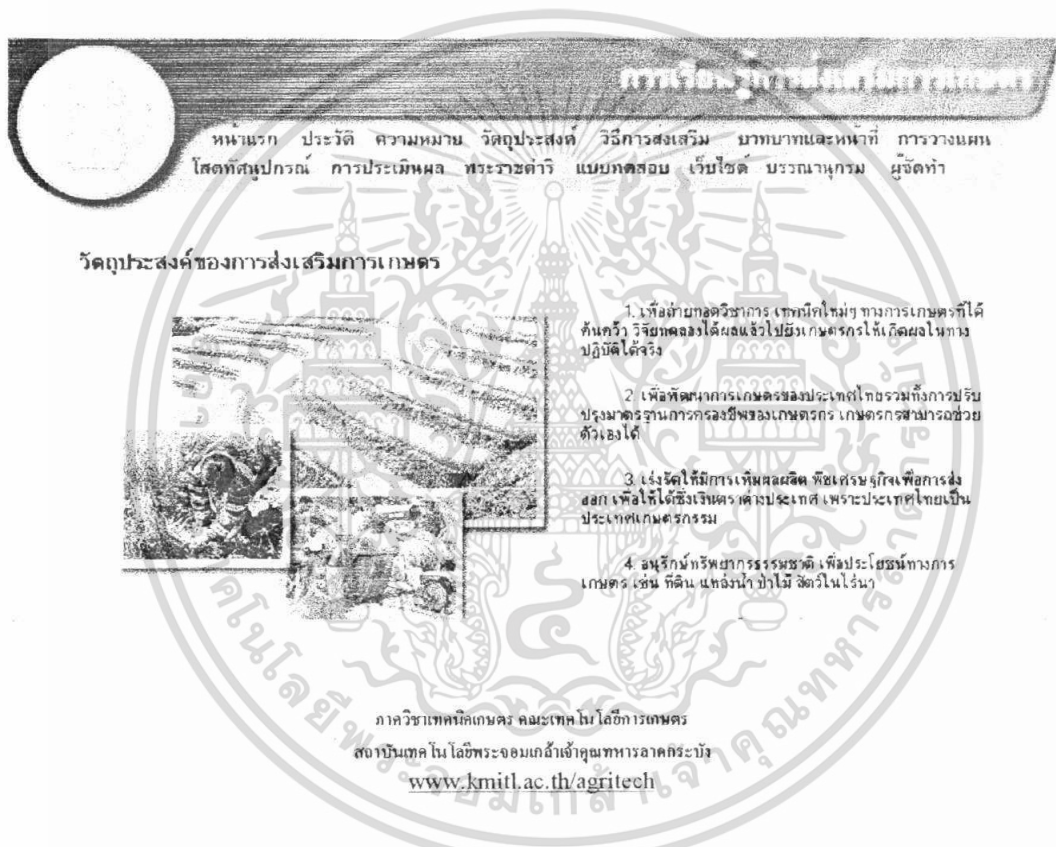 การเรียนรู้การส่งเสริมการเกษตร
หน้าแรก ประวัติ ความหมาย วัตถุประสงค์ วิธีการส่งเสริม บาทบาทและหน้าที่ การวางแผน
โสตทัศนูปกรณ์ การประเมินผล พระราชดำริ แบบทดสอบ เว็บไซต์ บรรณานุกรม ผู้จัดทำ
วัตถุประสงค์ของการส่งเสริมการเกษตร
1. เพื่อถ่ายทอดวิชาการ เทคนิคใหม่ๆ ทางการเกษตรที่ได้
ค้นคว้า วิจัยทดลองได้ผลแล้วไปยังเกษตรกรให้เกิดผลในทาง
ปฏิบัติได้จริง
2. เพื่อพัฒนาการเกษตรของประเทศไทยรวมทั้งการปรับ
ปรุงมาตรฐานการครองชีพของเกษตรกร เกษตรกรสามารถช่วย
ตัวเองได้
3. เร่งรัดให้มีการเพิ่มผลผลิต พืชเศรษฐกิจเพื่อการส่ง
ออก เพื่อให้ได้ซึ่งเงินตราต่างประเทศ เพราะประเทศไทยเป็น
ประเทศเกษตรกรรม
4. อนุรักษ์ทรัพยากรธรรมชาติ เพื่อประโยชน์ทางการ
เกษตร เช่น ที่ดิน แหล่งน้ำ ป่าไม้ สัตว์ในไร่นา
ภาควิชาเทคนิคเกษตร คณะเทคโนโลยีการเกษตร
สถาบันเทคโนโลยีพระจอมเกล้าเจ้าคุณทหารลาดกระบัง
www.kmitl.ac.th/agritech